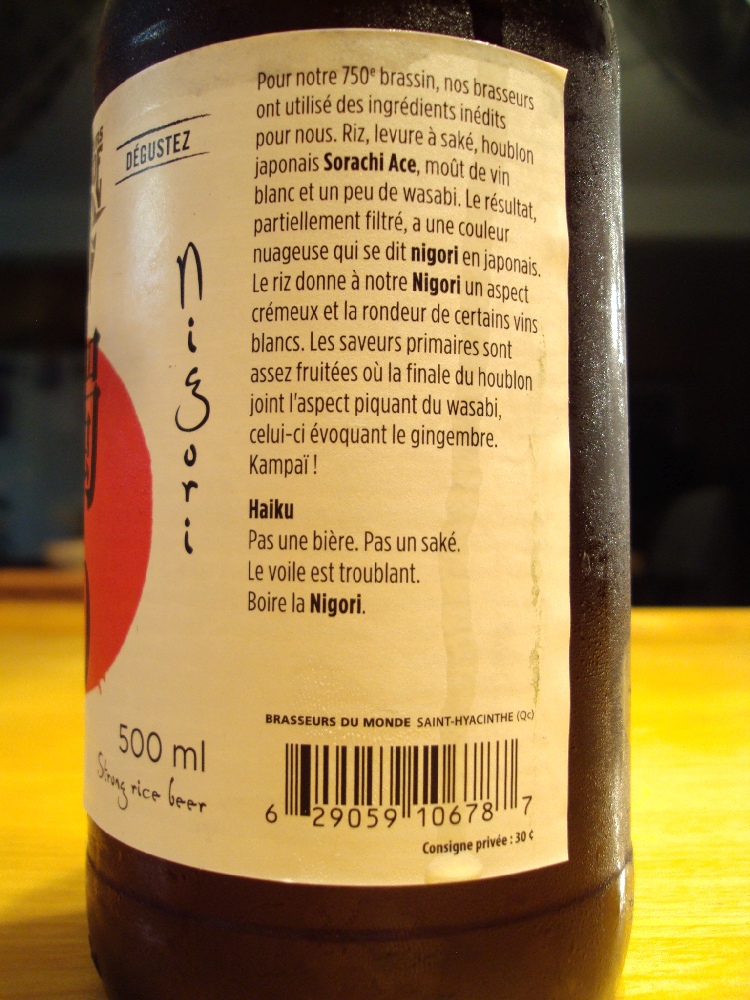 DÉGUSTEZ
nigori
500 ml
Strong rice beer
Pour notre 750e brassin, nos brasseurs
ont utilisé des ingrédients inédits
pour nous. Riz, levure à saké, houblon
japonais Sorachi Ace, moût de vin
blanc et un peu de wasabi. Le résultat,
partiellement filtré, a une couleur
nuageuse qui se dit nigori en japonais.
Le riz donne à notre Nigori un aspect
crémeux et la rondeur de certains vins
blancs. Les saveurs primaires sont
assez fruitées où la finale du houblon
joint l'aspect piquant du wasabi,
celui-ci évoquant le gingembre.
Kampaï !
Haiku
Pas une bière. Pas un saké.
Le voile est troublant.
Boire la Nigori.
BRASSEURS DU MONDE SAINT-HYACINTHE (Qc)
6 29059 10678 7
Consigne privée : 30 ¢